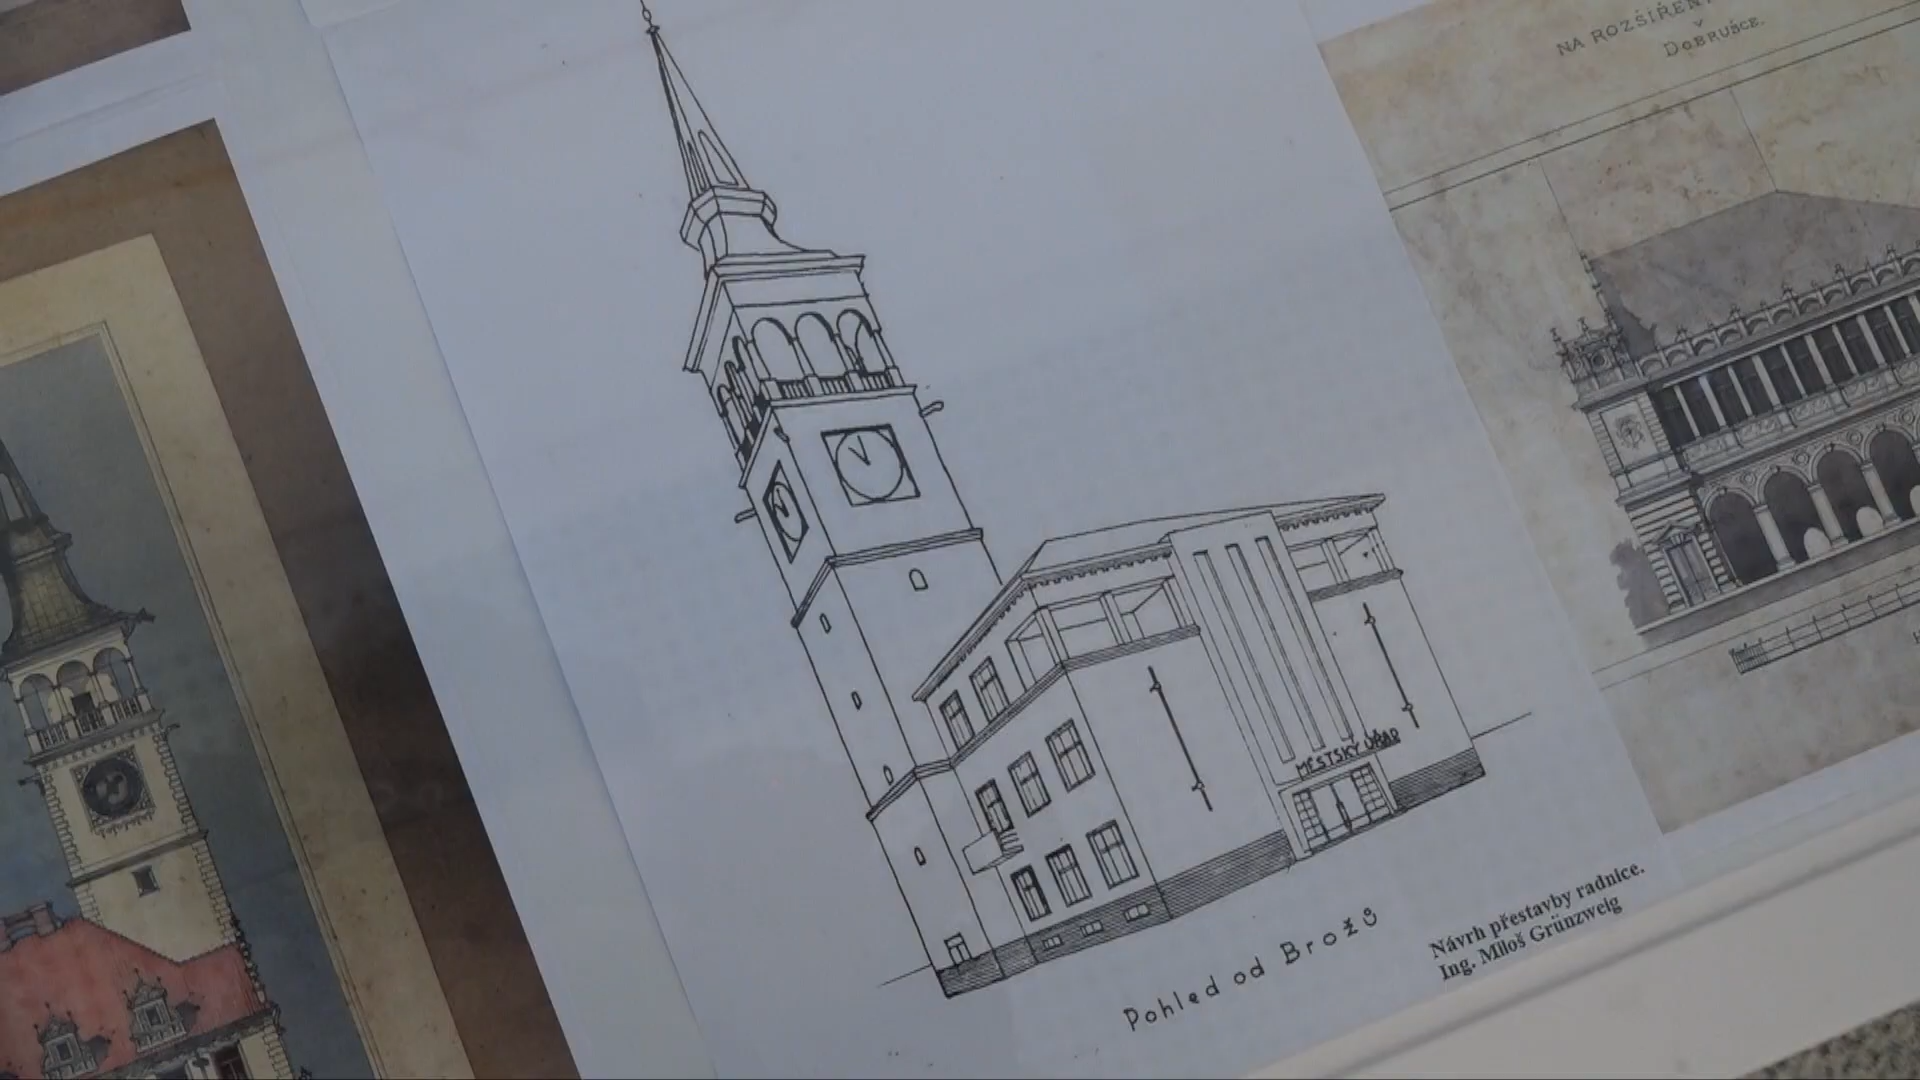 NA ROZŠÍŘENÍ
V
DOBRUŠCE.
MĚSTSKÝ ÚŘAD
Pohled od Brožů
Návrh přestavby radnice.
Ing. Miloš Grünzweig